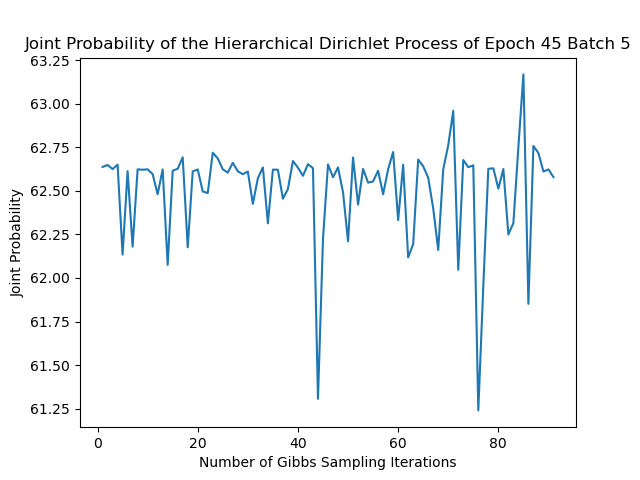 Joint Probability of the Hierarchical Dirichlet Process of Epoch 45 Batch 5
63.25
63.00
62.75
62.50
62.25
62.00
61.75
61.50
61.25
Joint Probability
0 20 40 60 80
Number of Gibbs Sampling Iterations